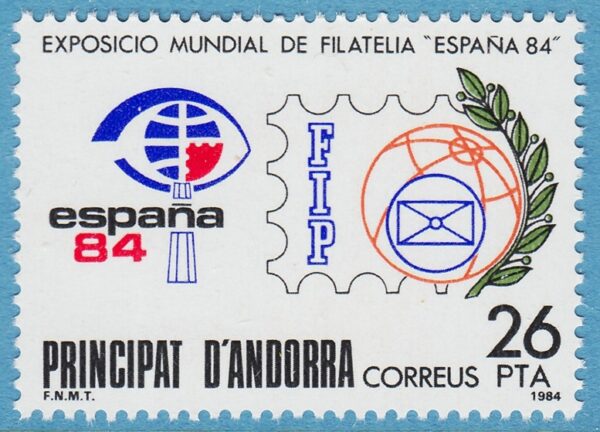 EXPOSICIO MUNDIAL DE FILATELIA "ESPAÑA 84"
españa
84
FIP
26
PRINCIPAT D'ANDORRA CORREUS PTA
F.N.M.T. 1984